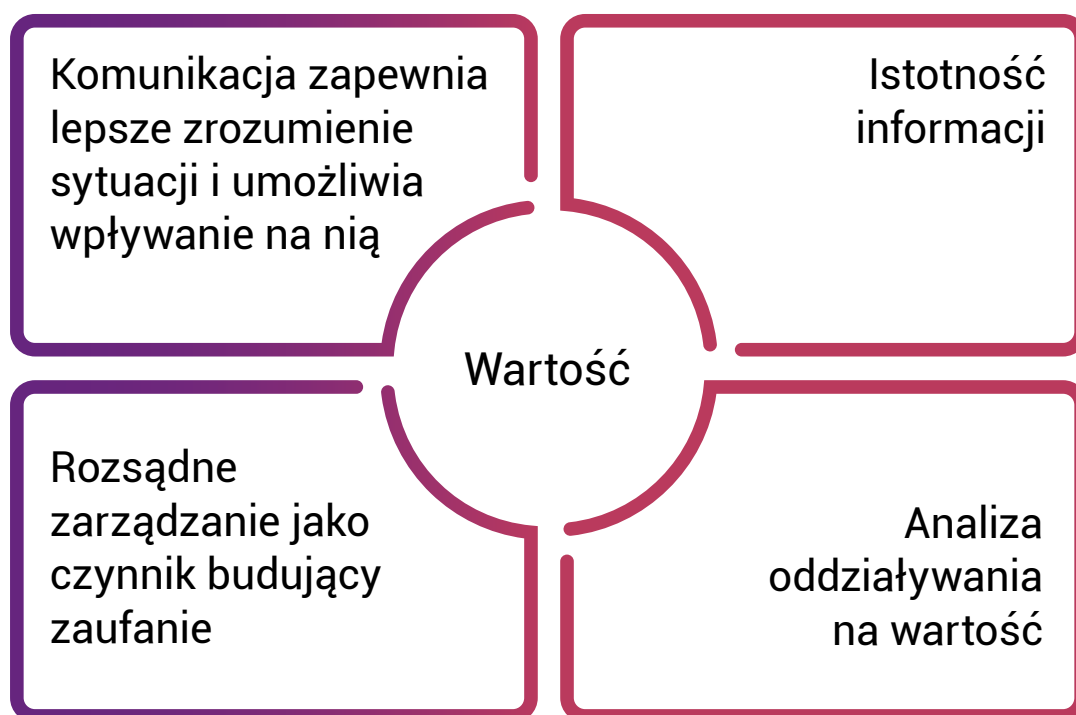 Komunikacja zapewnia
lepsze zrozumienie
sytuacji i umożliwia
wpływanie na nią
Istotność
informacji
Wartość
Rozsądne
zarządzanie jako
czynnik budujący
zaufanie
Analiza
oddziaływania
na wartość